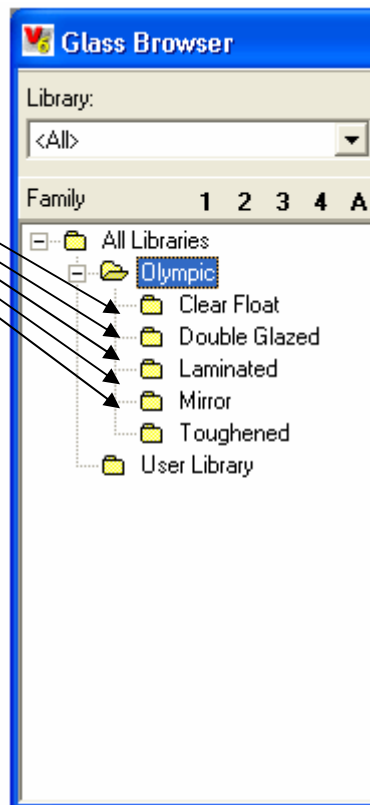 V6 Glass Browser
Library:
<All>
Family 1 2 3 4 A
All Libraries
Olympic
Clear Float
Double Glazed
Laminated
Mirror
Toughened
User Library